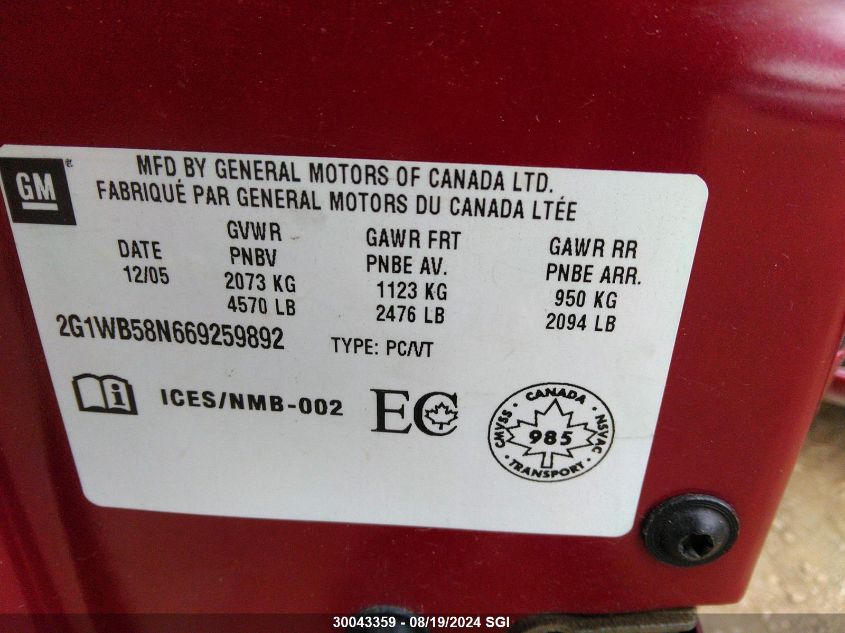 GM
MFD BY GENERAL MOTORS OF CANADA LTD.
FABRIQUÉ PAR GENERAL MOTORS DU CANADA LTÉE
DATE
12/05
GVWR
PNBV
2073 KG
4570 LB
GAWR FRT
PNBE AV.
1123 KG
2476 LB
GAWR RR
PNBE ARR.
950 KG
2094 LB
2G1WB58N669259892
TYPE: PC/VT
i
ICES/NMB-002
EC
CANADA
CMVSS • NSVAC
985
TRANSPORT
30043359 - 08/19/2024 SGI